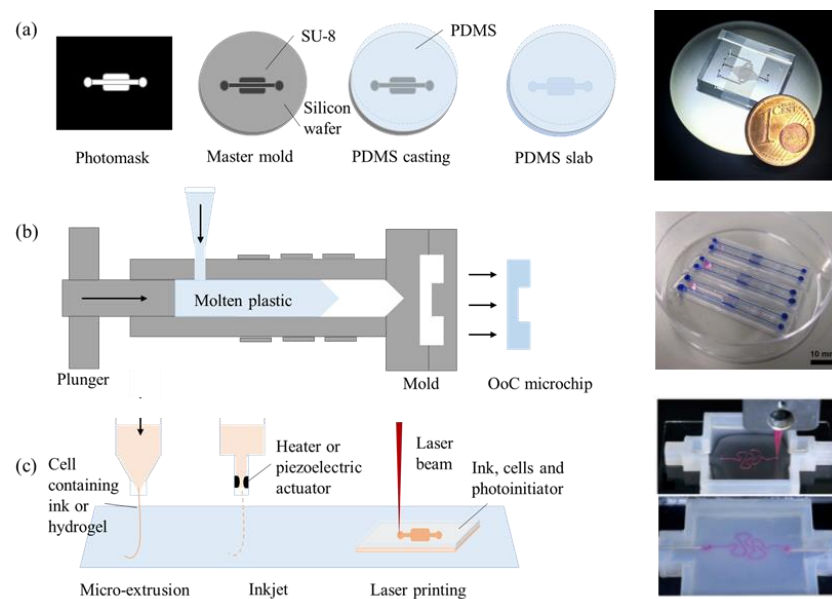 (a)
SU-8
PDMS
Silicon
wafer
Photomask
Master mold
PDMS casting
PDMS slab
1
CENT
(b)
Molten plastic
Plunger
Mold
OoC microchip
10 mm
(c)
Cell
containing
ink or
hydrogel
Heater or
piezoelectric
actuator
Laser
beam
Ink, cells and
photoinitiator
Micro-extrusion
Inkjet
Laser printing